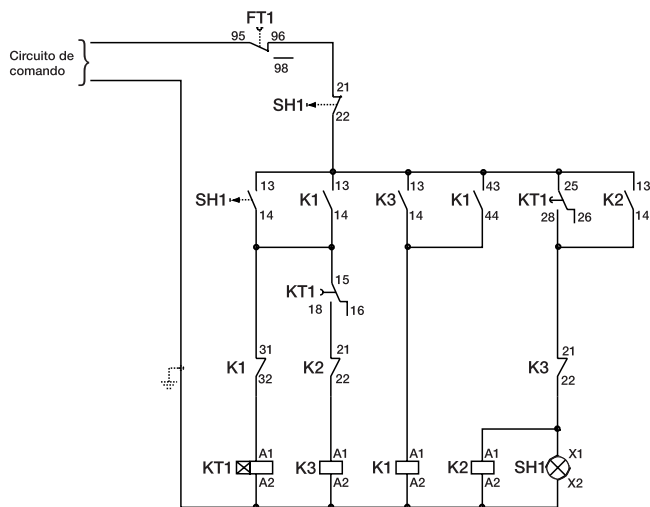 FT1
95 96
98
Circuito de
comando
21
SH1
22
13 13 13 43 25 13
SH1 K1 K3 K1 KT1 K2
14 14 14 44 28 26 14
15
KT1
18 16
31 21 21
K1 K2 K3
32 22 22
A1 A1 A1 A1 X1
KT1 K3 K1 K2 SH1
A2 A2 A2 A2 X2